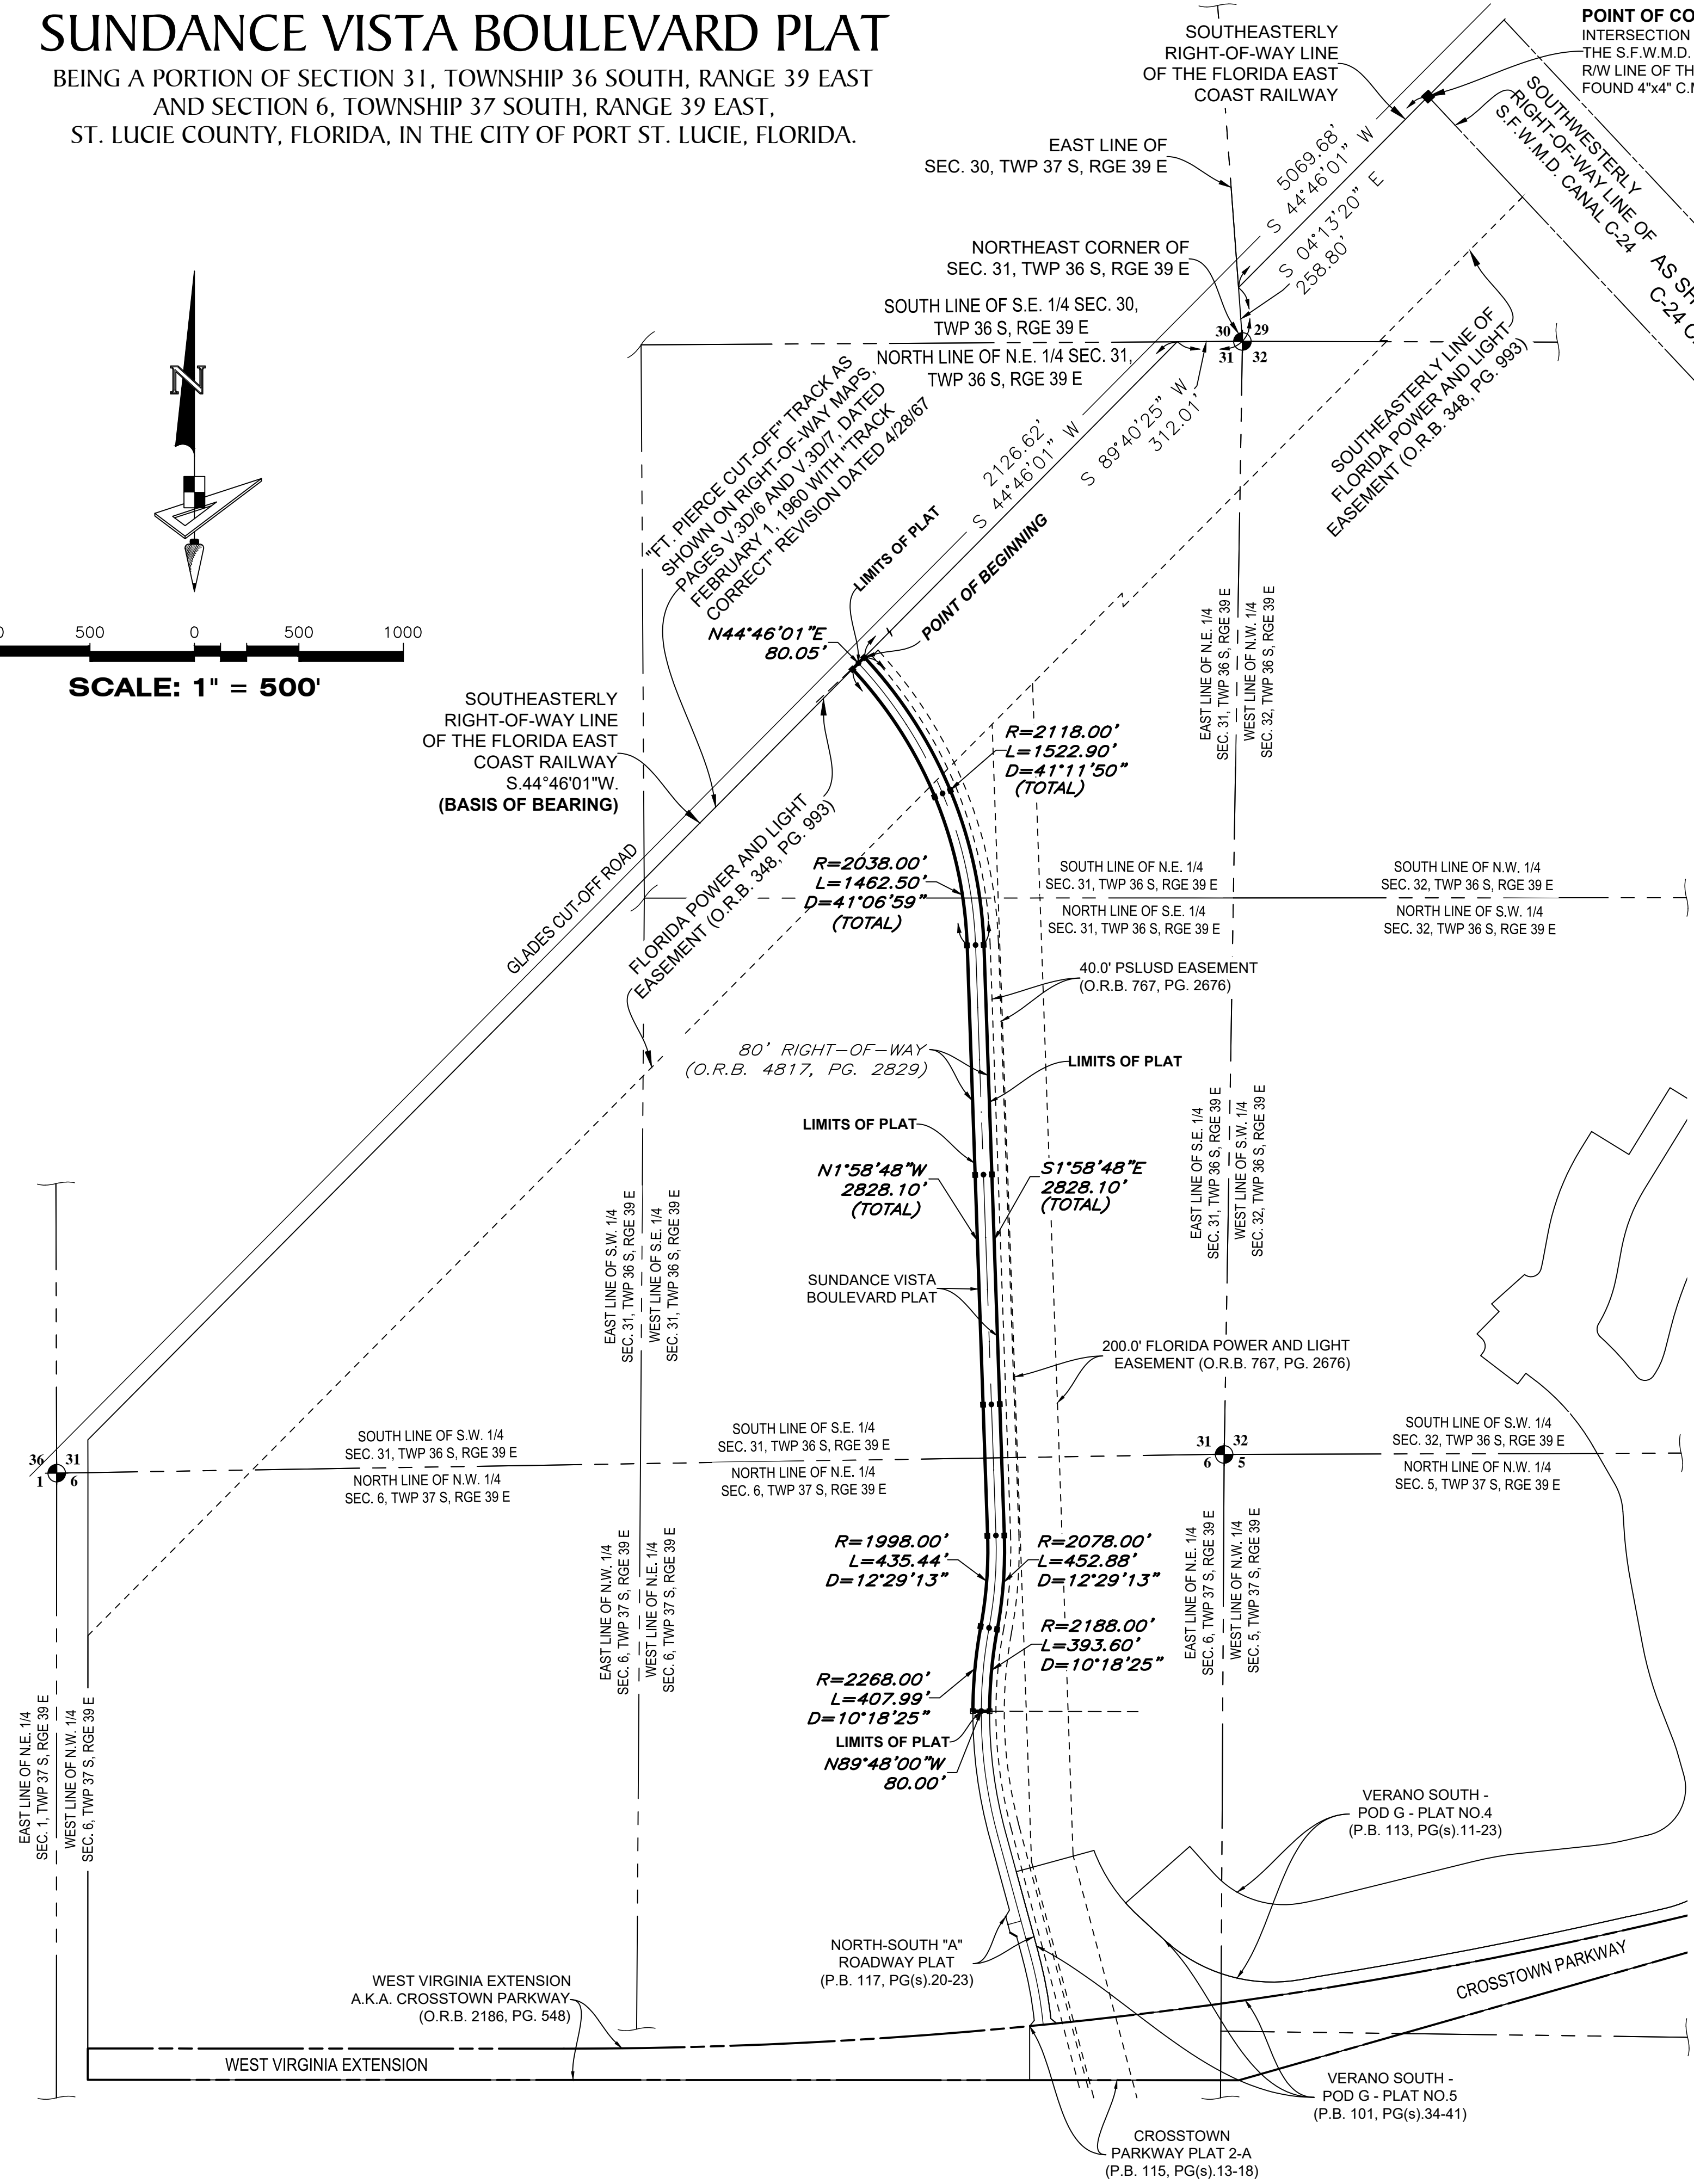 SUNDANCE VISTA BOULEVARD PLAT
BEING A PORTION OF SECTION 31, TOWNSHIP 36 SOUTH, RANGE 39 EAST
AND SECTION 6, TOWNSHIP 37 SOUTH, RANGE 39 EAST,
ST. LUCIE COUNTY, FLORIDA, IN THE CITY OF PORT ST. LUCIE, FLORIDA.
SOUTHEASTERLY
RIGHT-OF-WAY LINE
OF THE FLORIDA EAST
COAST RAILWAY
POINT OF
INTERSECTION
THE S.F.W.M.D.
R/W LINE OF
FOUND 4"x4"
SOUTHWESTERLY
RIGHT-OF-WAY LINE OF
S.F.W.M.D. CANAL C-24
AS
C-24
EAST LINE OF
SEC. 30, TWP 37 S, RGE 39 E
5069.68'
S 44°46'01" W
S 04°13'20" E
258.80'
NORTHEAST CORNER OF
SEC. 31, TWP 36 S, RGE 39 E
SOUTH LINE OF S.E. 1/4 SEC. 30,
TWP 36 S, RGE 39 E
NORTH LINE OF N.E. 1/4 SEC. 31,
TWP 36 S, RGE 39 E
30 29
31 32
S 89°40'25" W
312.01'
SOUTHEASTERLY LINE OF
FLORIDA POWER AND LIGHT
EASEMENT (O.R.B. 348, PG. 993)
N
500 0 500 1000
SCALE: 1" = 500'
"FT. PIERCE CUT-OFF" TRACK AS
SHOWN ON RIGHT-OF-WAY MAPS,
PAGES V.3D/6 AND V.3D/7, DATED
FEBRUARY 1, 1960 WITH "TRACK
CORRECT" REVISION DATED 4/28/67
2126.62'
S 44°46'01" W
LIMITS OF PLAT
POINT OF BEGINNING
N44°46'01"E
80.05'
SOUTHEASTERLY
RIGHT-OF-WAY LINE
OF THE FLORIDA EAST
COAST RAILWAY
S.44°46'01"W.
(BASIS OF BEARING)
EAST LINE OF N.E. 1/4
SEC. 31, TWP 36 S, RGE 39 E
WEST LINE OF N.W. 1/4
SEC. 32, TWP 36 S, RGE 39 E
R=2118.00'
L=1522.90'
D=41°11'50"
(TOTAL)
GLADES CUT-OFF ROAD
FLORIDA POWER AND LIGHT
EASEMENT (O.R.B. 348, PG. 993)
R=2038.00'
L=1462.50'
D=41°06'59"
(TOTAL)
SOUTH LINE OF N.E. 1/4
SEC. 31, TWP 36 S, RGE 39 E
NORTH LINE OF S.E. 1/4
SEC. 31, TWP 36 S, RGE 39 E
SOUTH LINE OF N.W. 1/4
SEC. 32, TWP 36 S, RGE 39 E
NORTH LINE OF S.W. 1/4
SEC. 32, TWP 36 S, RGE 39 E
40.0' PSLUSD EASEMENT
(O.R.B. 767, PG. 2676)
80' RIGHT-OF-WAY
(O.R.B. 4817, PG. 2829)
LIMITS OF PLAT
LIMITS OF PLAT
N1°58'48"W
2828.10'
(TOTAL)
S1°58'48"E
2828.10'
(TOTAL)
EAST LINE OF S.E. 1/4
SEC. 31, TWP 36 S, RGE 39 E
WEST LINE OF S.W. 1/4
SEC. 32, TWP 36 S, RGE 39 E
EAST LINE OF S.W. 1/4
SEC. 31, TWP 36 S, RGE 39 E
WEST LINE OF S.E. 1/4
SEC. 31, TWP 36 S, RGE 39 E
SUNDANCE VISTA
BOULEVARD PLAT
200.0' FLORIDA POWER AND LIGHT
EASEMENT (O.R.B. 767, PG. 2676)
36 31
1 6
SOUTH LINE OF S.W. 1/4
SEC. 31, TWP 36 S, RGE 39 E
NORTH LINE OF N.W. 1/4
SEC. 6, TWP 37 S, RGE 39 E
SOUTH LINE OF S.E. 1/4
SEC. 31, TWP 36 S, RGE 39 E
NORTH LINE OF N.E. 1/4
SEC. 6, TWP 37 S, RGE 39 E
31 32
6 5
SOUTH LINE OF S.W. 1/4
SEC. 32, TWP 36 S, RGE 39 E
NORTH LINE OF N.W. 1/4
SEC. 5, TWP 37 S, RGE 39 E
EAST LINE OF N.W. 1/4
SEC. 6, TWP 37 S, RGE 39 E
WEST LINE OF N.E. 1/4
SEC. 6, TWP 37 S, RGE 39 E
R=1998.00'
L=435.44'
D=12°29'13"
R=2078.00'
L=452.88'
D=12°29'13"
EAST LINE OF N.E. 1/4
SEC. 6, TWP 37 S, RGE 39 E
WEST LINE OF N.W. 1/4
SEC. 5, TWP 37 S, RGE 39 E
R=2188.00'
L=393.60'
D=10°18'25"
R=2268.00'
L=407.99'
D=10°18'25"
LIMITS OF PLAT
N89°48'00"W
80.00'
EAST LINE OF N.E. 1/4
SEC. 1, TWP 37 S, RGE 39 E
WEST LINE OF N.W. 1/4
SEC. 6, TWP 37 S, RGE 39 E
VERANO SOUTH -
POD G - PLAT NO.4
(P.B. 113, PG(s).11-23)
NORTH-SOUTH "A"
ROADWAY PLAT
(P.B. 117, PG(s).20-23)
WEST VIRGINIA EXTENSION
A.K.A. CROSSTOWN PARKWAY
(O.R.B. 2186, PG. 548)
CROSSTOWN PARKWAY
WEST VIRGINIA EXTENSION
VERANO SOUTH -
POD G - PLAT NO.5
(P.B. 101, PG(s).34-41)
CROSSTOWN
PARKWAY PLAT 2-A
(P.B. 115, PG(s).13-18)